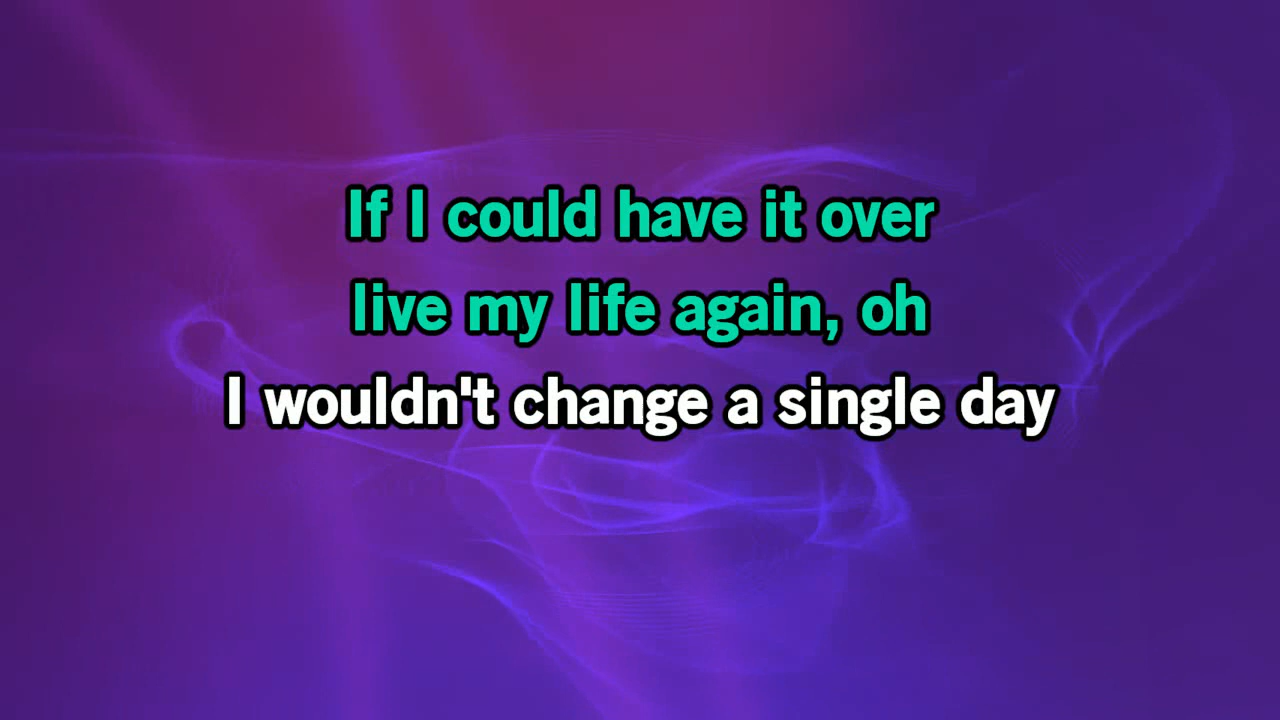 If I could have it over
live my life again, oh
I wouldn't change a single day